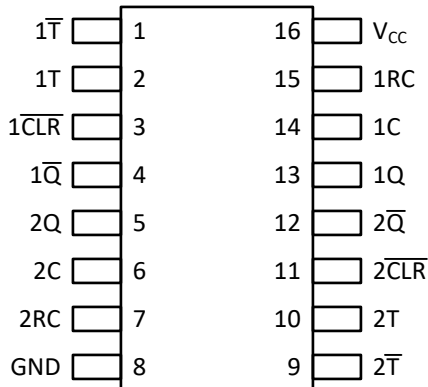 1T̅ 1 16 V_CC
1T 2 15 1RC
1C̅L̅R̅ 3 14 1C
1Q̅ 4 13 1Q
2Q 5 12 2Q̅
2C 6 11 2C̅L̅R̅
2RC 7 10 2T
GND 8 9 2T̅